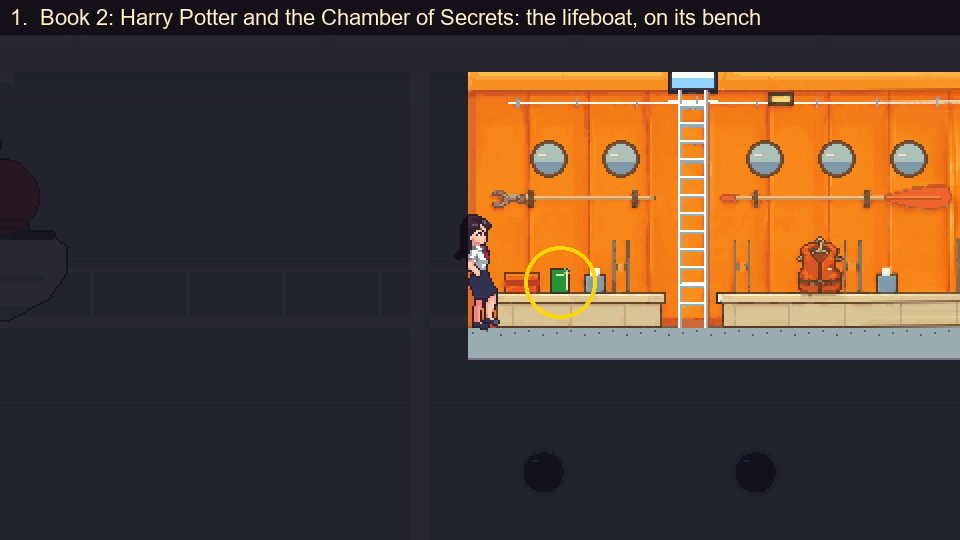 1. Book 2: Harry Potter and the Chamber of Secrets: the lifeboat, on its bench